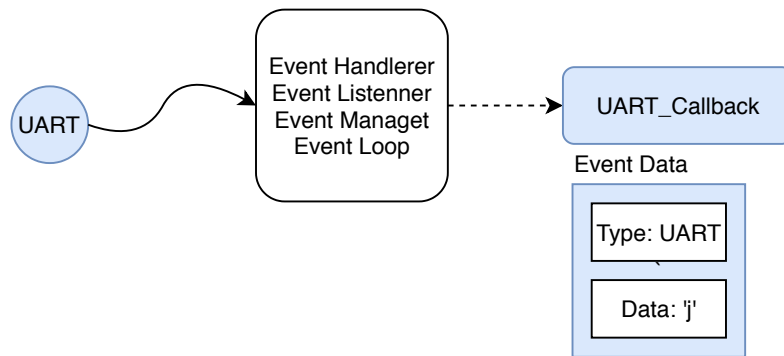 UART
Event Handlerer
Event Listenner
Event Managet
Event Loop
UART_Callback
Event Data
Type: UART
`
Data: 'j'